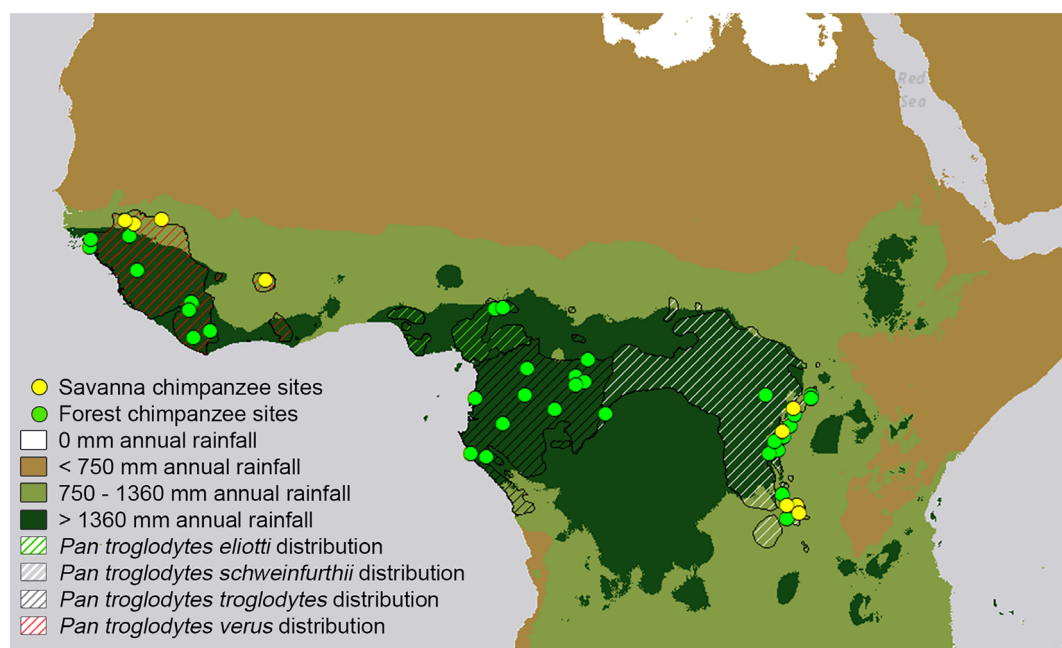 Red
Sea
Savanna chimpanzee sites
Forest chimpanzee sites
0 mm annual rainfall
< 750 mm annual rainfall
750 - 1360 mm annual rainfall
> 1360 mm annual rainfall
Pan troglodytes eliotti distribution
Pan troglodytes schweinfurthii distribution
Pan troglodytes troglodytes distribution
Pan troglodytes verus distribution